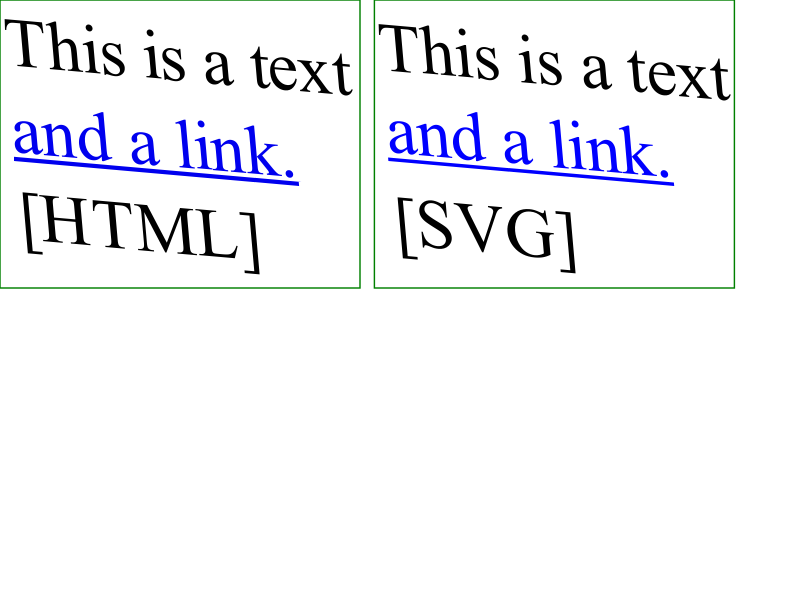 This is a text
and a link.
[HTML]
This is a text
and a link.
[SVG]